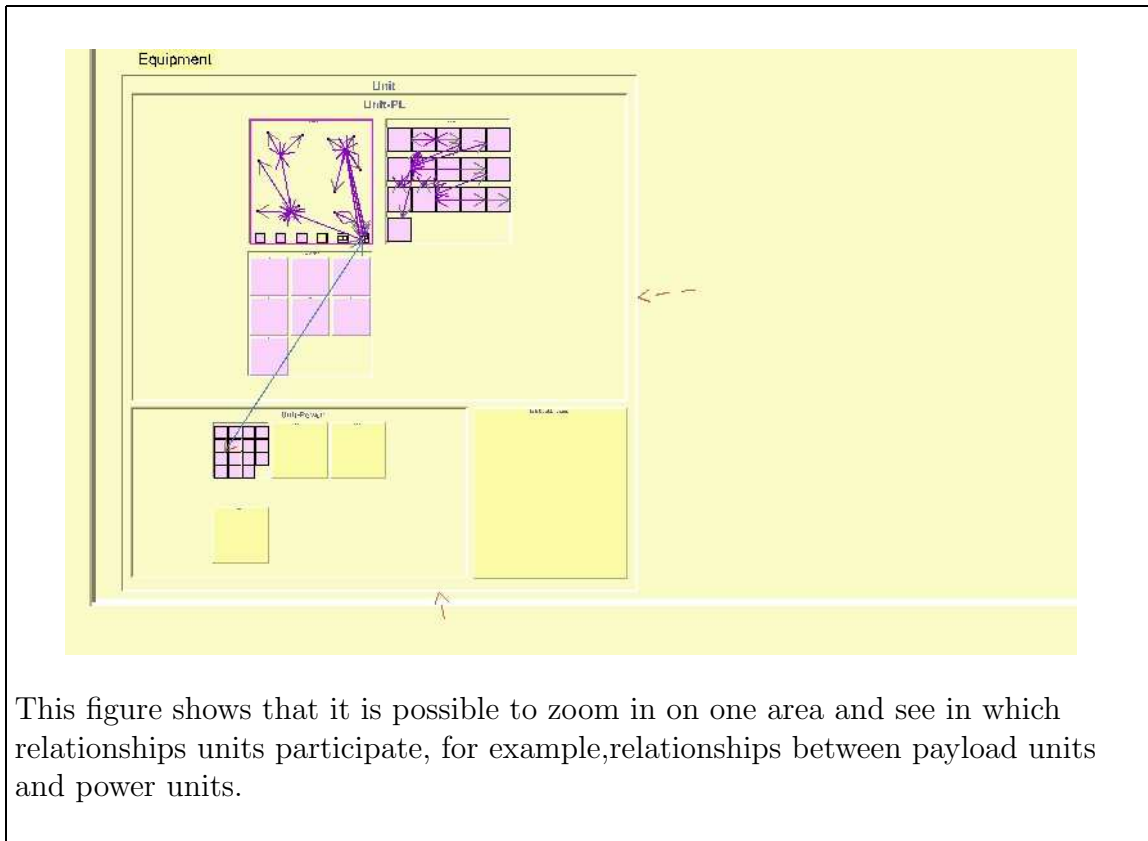 Equipment
Unit
Unit-PL
Unit-Power
This figure shows that it is possible to zoom in on one area and see in which
relationships units participate, for example,relationships between payload units
and power units.